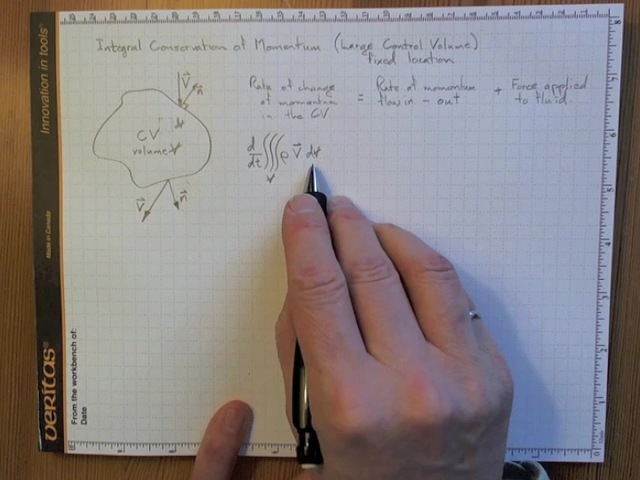 Integral Conservation of Momentum (Large Control Volume)
fixed location
Rate of change
of momentum
in the CV
=
Rate of momentum
flow in - out
+
Force applied
to fluid
V⃗ n⃗
dV̶
CV
volume V̶
V⃗ n⃗
d/dt ∭ ρ V⃗ dV̶
V̶
Innovation in tools
Made in Canada
veritas
From the workbench of:
Date